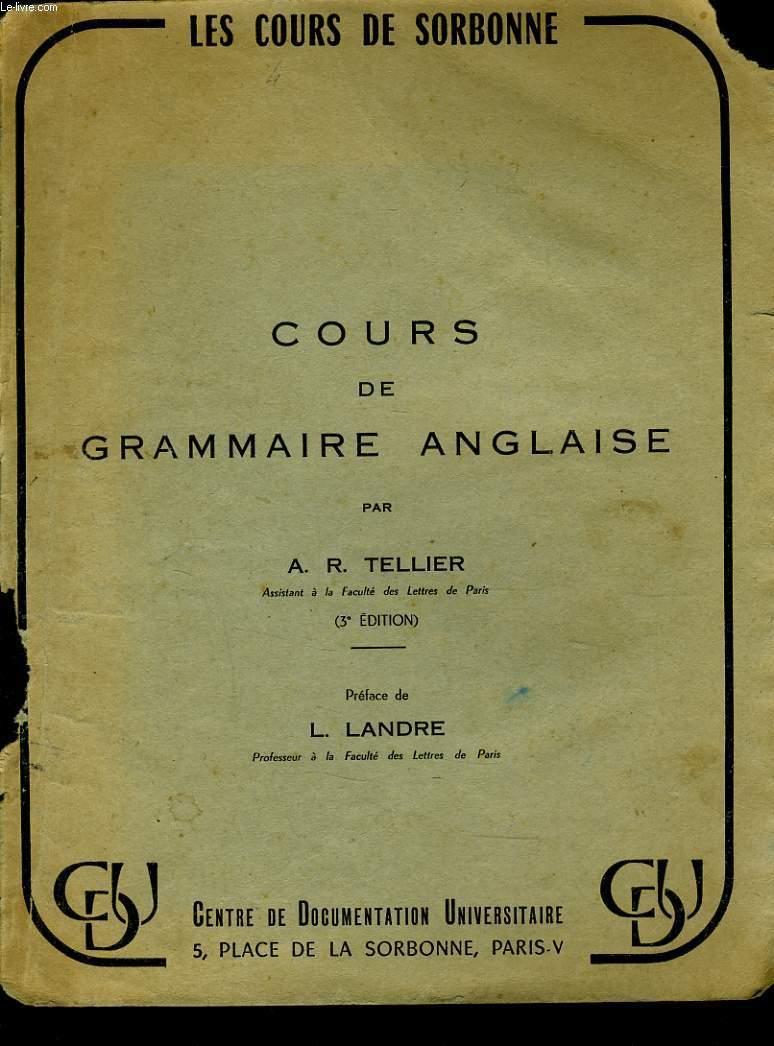 Le-livre.com
LES COURS DE SORBONNE
4
COURS
DE
GRAMMAIRE ANGLAISE
PAR
A. R. TELLIER
Assistant à la Faculté des Lettres de Paris
(3e ÉDITION)
Préface de
L. LANDRE
Professeur à la Faculté des Lettres de Paris
CDU CDU
CENTRE DE DOCUMENTATION UNIVERSITAIRE
5, PLACE DE LA SORBONNE, PARIS-V